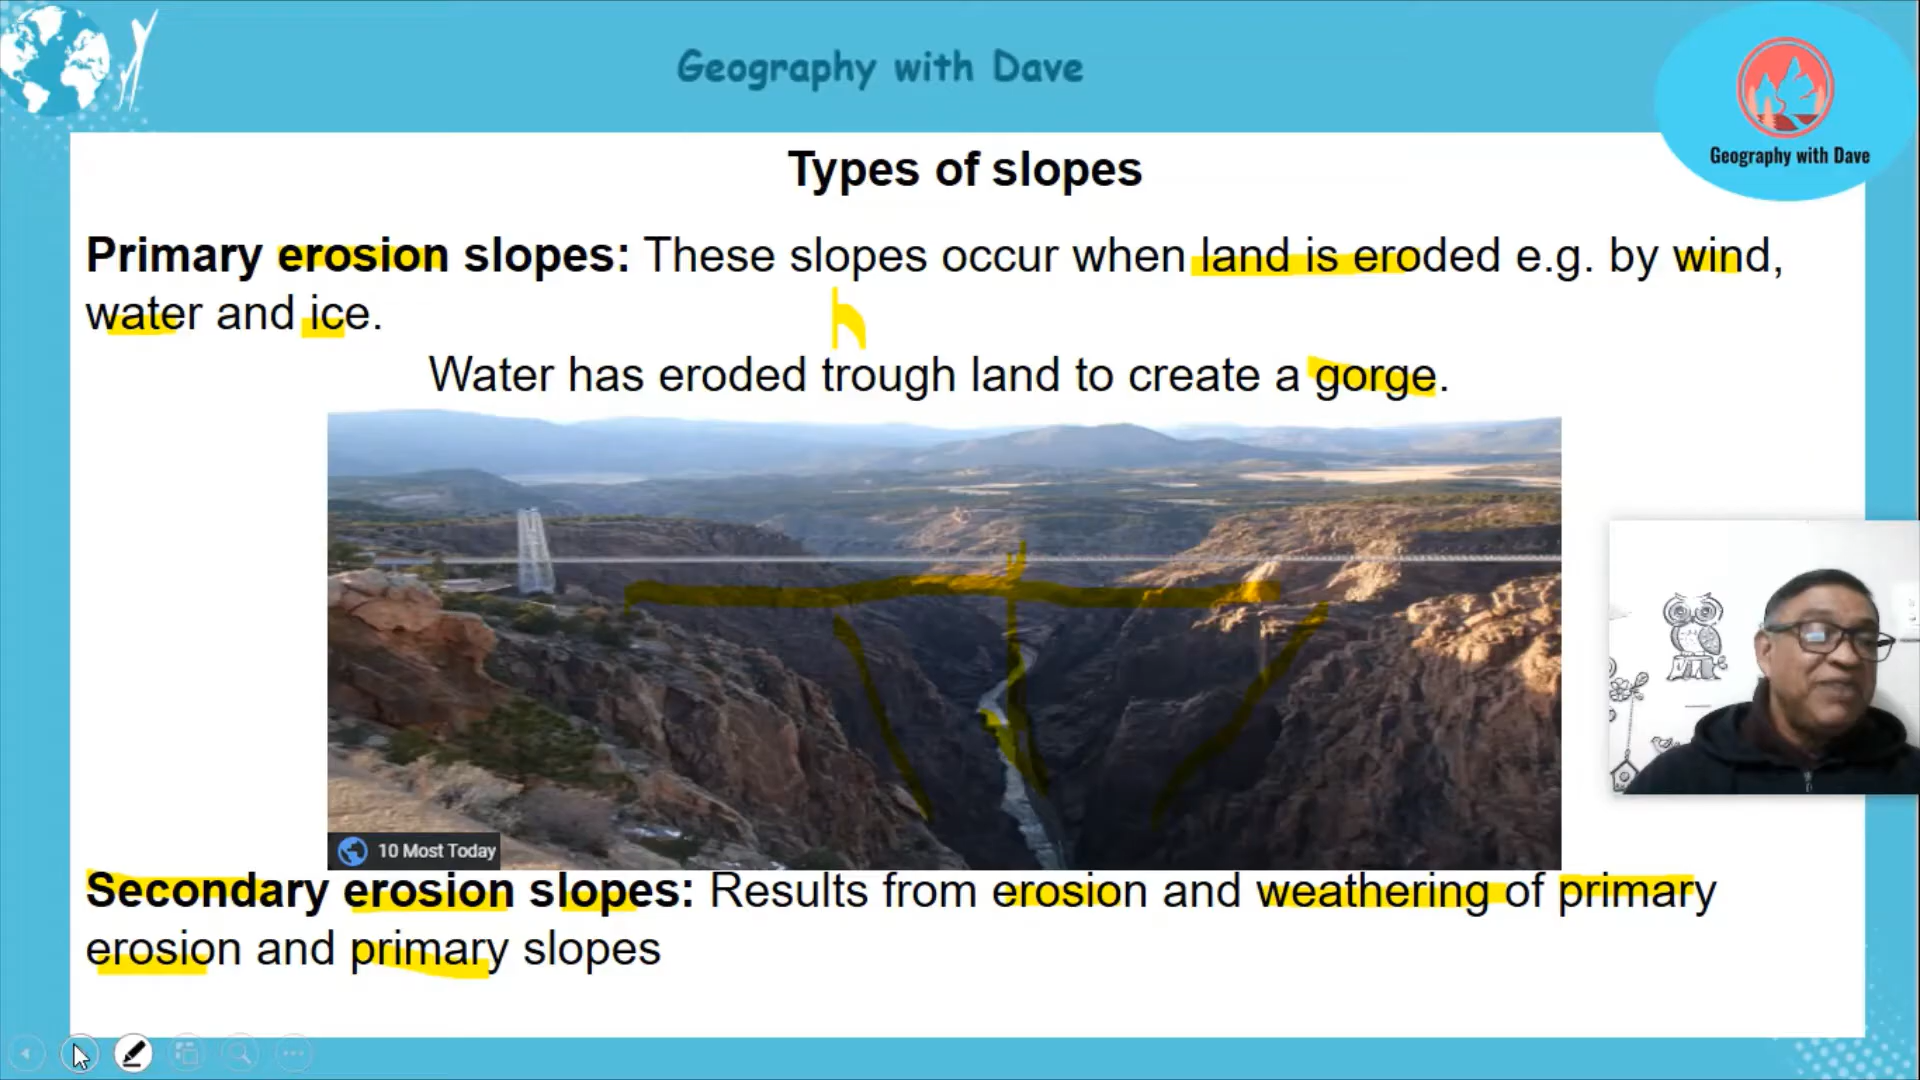 Geography with Dave
Geography with Dave
Types of slopes
Primary erosion slopes: These slopes occur when land is eroded e.g. by wind,
water and ice.
h
Water has eroded trough land to create a gorge.
10 Most Today
Secondary erosion slopes: Results from erosion and weathering of primary
erosion and primary slopes